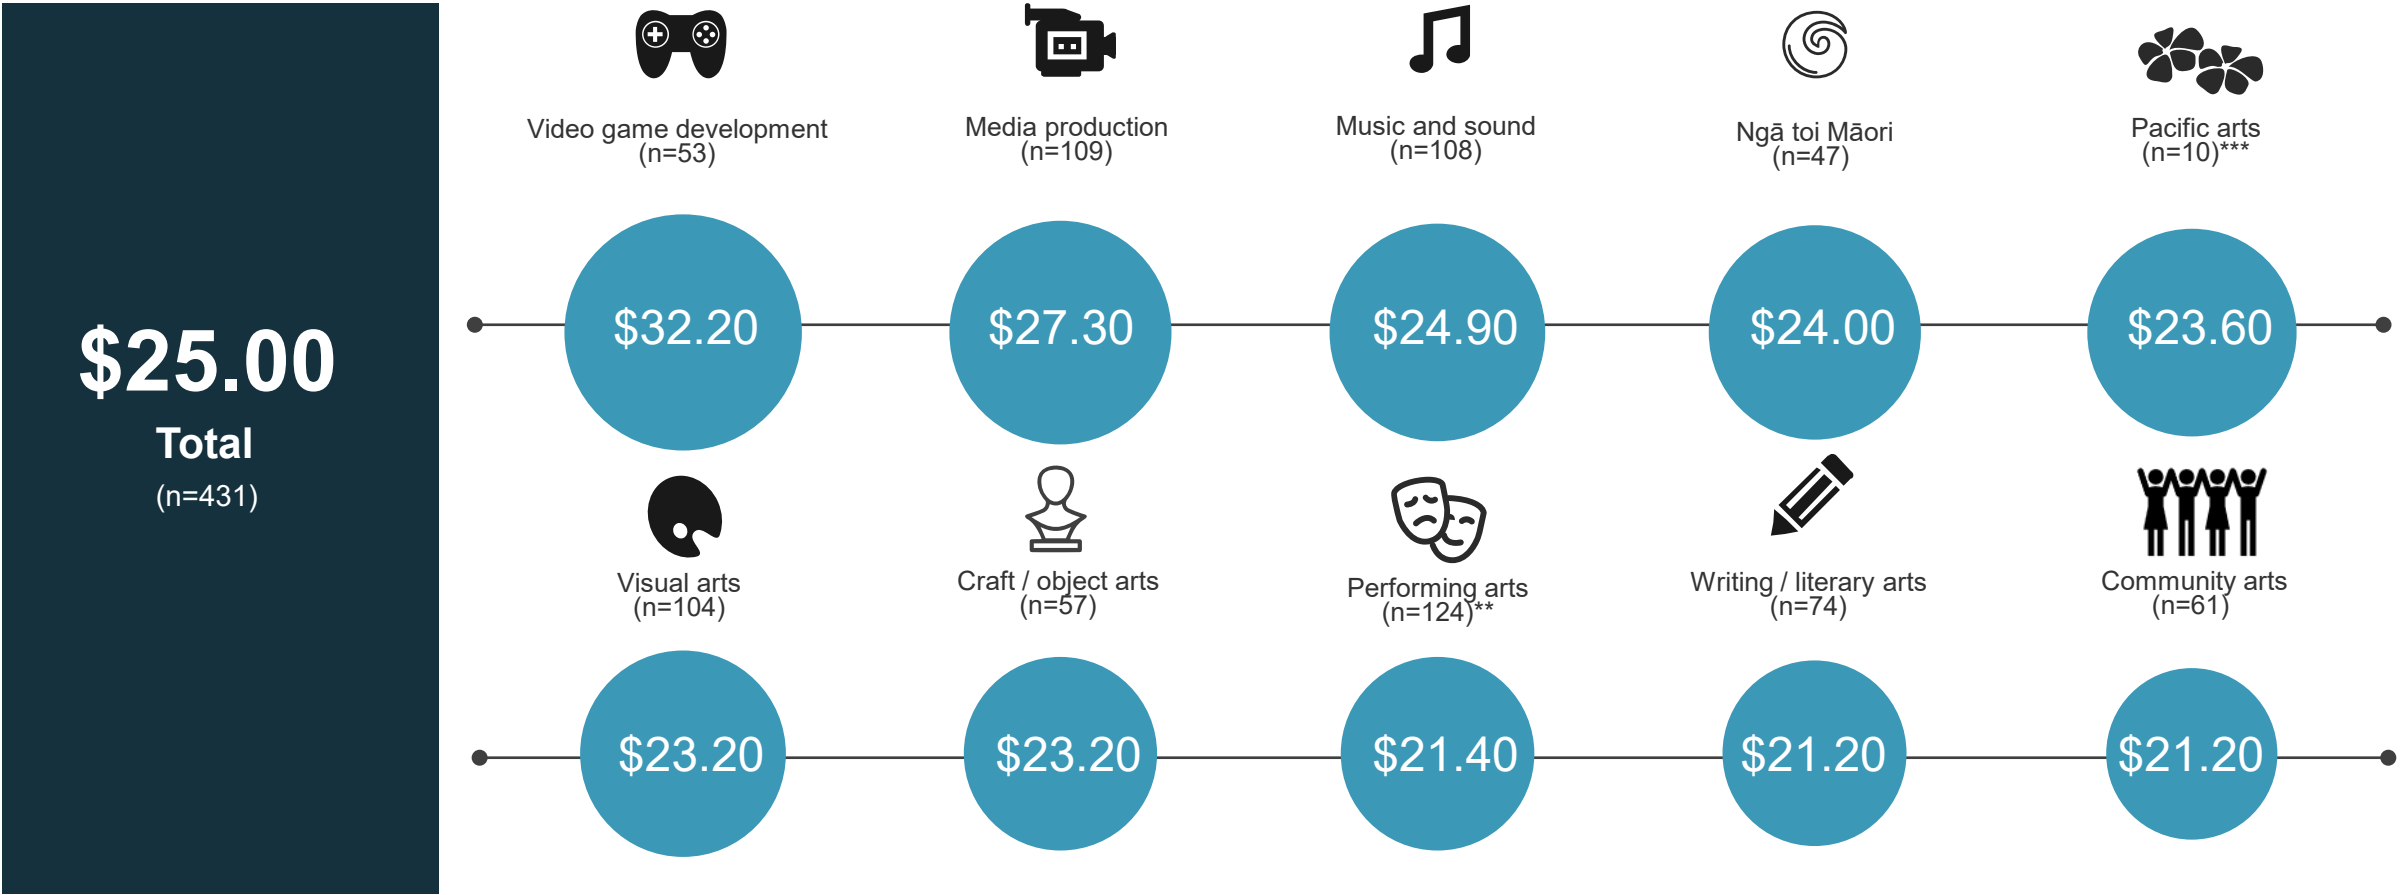 $25.00
Total
(n=431)
Video game development
(n=53)
Media production
(n=109)
Music and sound
(n=108)
Ngā toi Māori
(n=47)
Pacific arts
(n=10)***
$32.20
$27.30
$24.90
$24.00
$23.60
Visual arts
(n=104)
Craft / object arts
(n=57)
Performing arts
(n=124)**
Writing / literary arts
(n=74)
Community arts
(n=61)
$23.20
$23.20
$21.40
$21.20
$21.20